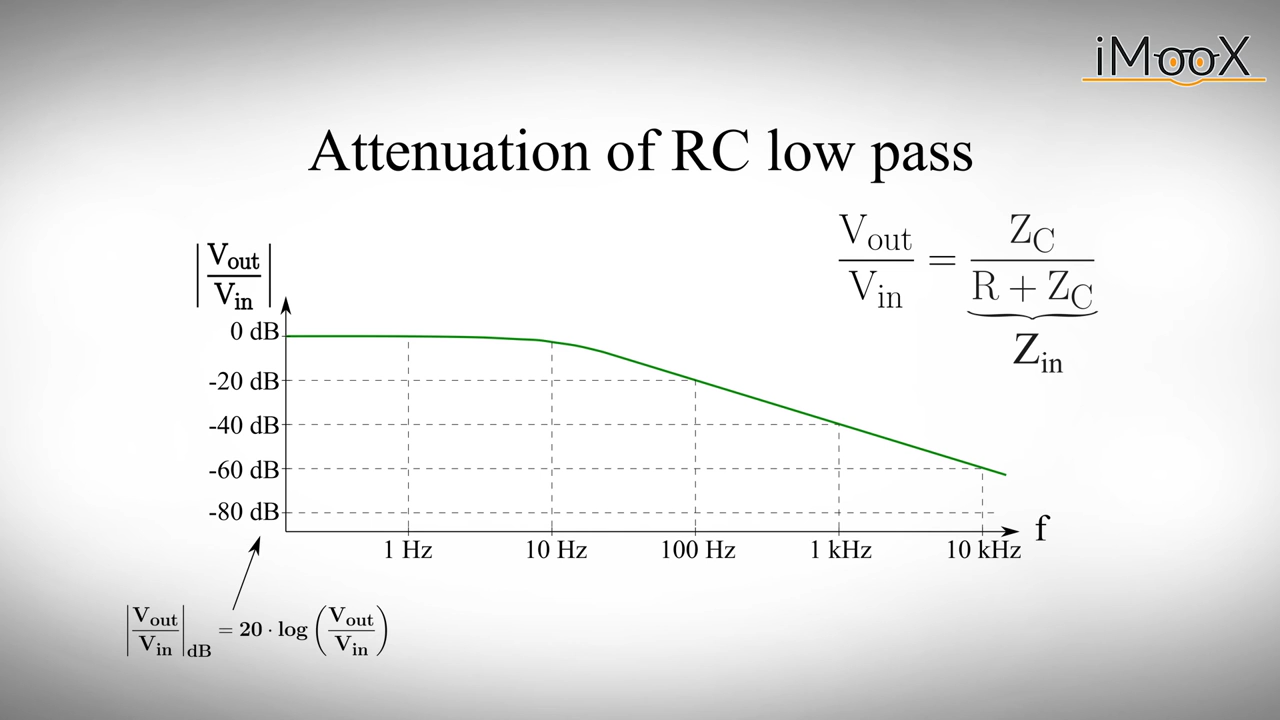 iMooX
Attenuation of RC low pass
|Vout/Vin|
Vout/Vin = ZC/(R + ZC)
Zin
0 dB
-20 dB
-40 dB
-60 dB
-80 dB
f
1 Hz 10 Hz 100 Hz 1 kHz 10 kHz
|Vout/Vin|dB = 20 · log (Vout/Vin)